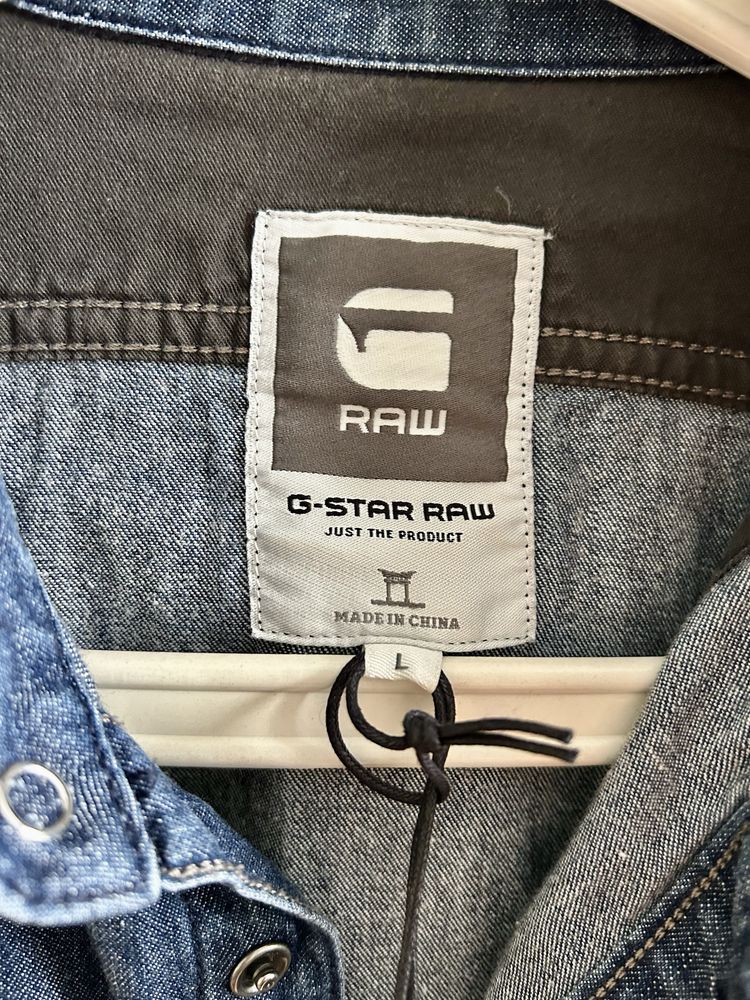 RAW
G-STAR RAW
JUST THE PRODUCT
MADE IN CHINA
L